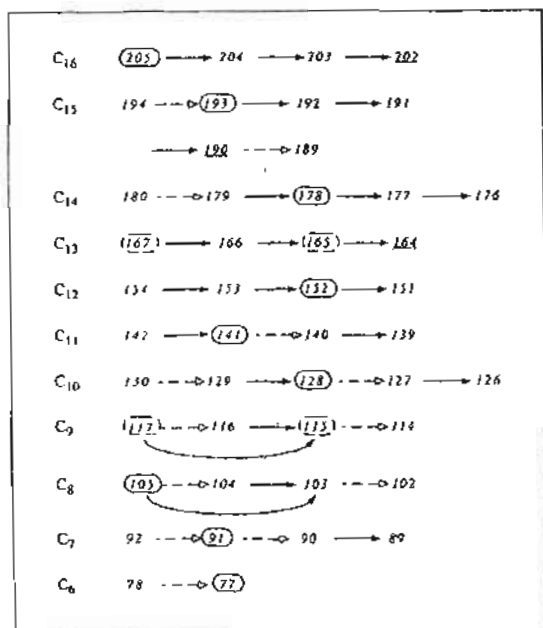 C16 205 204 203 202
C15 194 193 192 191
190 189
C14 180 179 178 177 176
C13 (167) 166 (165) 164
C12 154 153 152 151
C11 142 141 140 139
C10 130 129 128 127 126
C9 (117) 116 (115) 114
C8 105 104 103 102
C7 92 91 90 89
C6 78 77